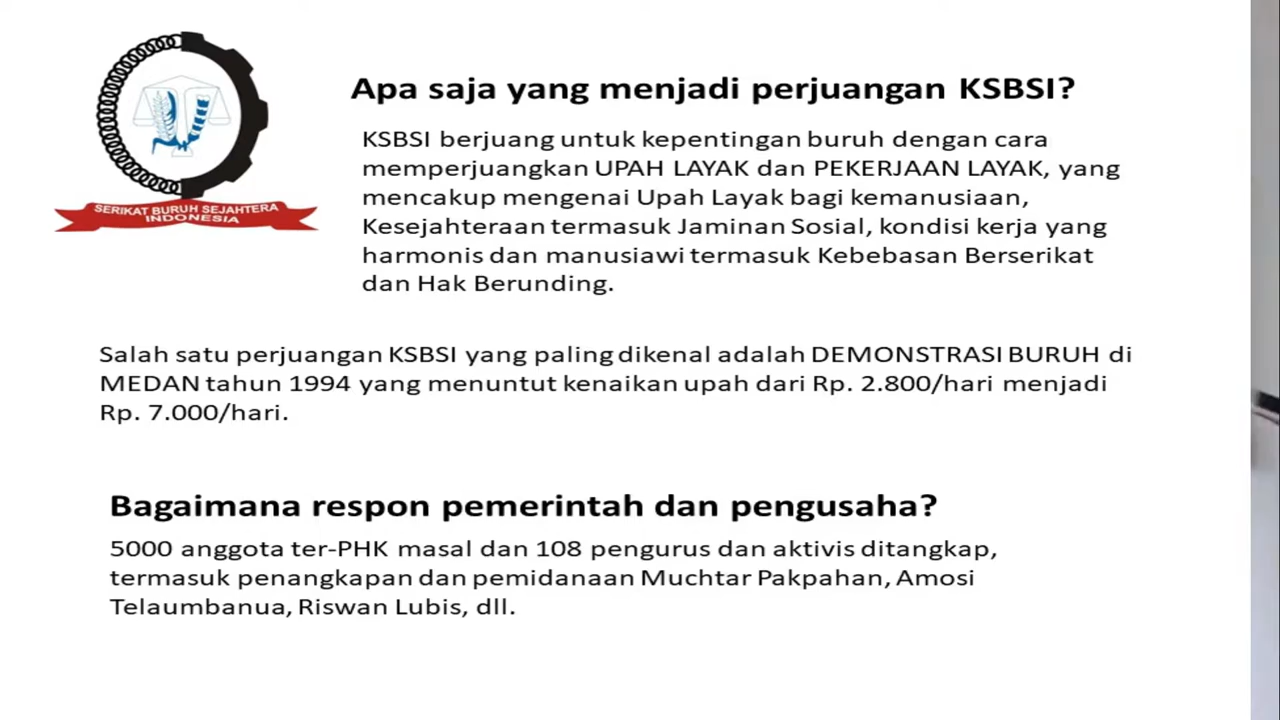 SERIKAT BURUH SEJAHTERA
INDONESIA
Apa saja yang menjadi perjuangan KSBSI?
KSBSI berjuang untuk kepentingan buruh dengan cara
memperjuangkan UPAH LAYAK dan PEKERJAAN LAYAK, yang
mencakup mengenai Upah Layak bagi kemanusiaan,
Kesejahteraan termasuk Jaminan Sosial, kondisi kerja yang
harmonis dan manusiawi termasuk Kebebasan Berserikat
dan Hak Berunding.
Salah satu perjuangan KSBSI yang paling dikenal adalah DEMONSTRASI BURUH di
MEDAN tahun 1994 yang menuntut kenaikan upah dari Rp. 2.800/hari menjadi
Rp. 7.000/hari.
Bagaimana respon pemerintah dan pengusaha?
5000 anggota ter-PHK masal dan 108 pengurus dan aktivis ditangkap,
termasuk penangkapan dan pemidanaan Muchtar Pakpahan, Amosi
Telaumbanua, Riswan Lubis, dll.